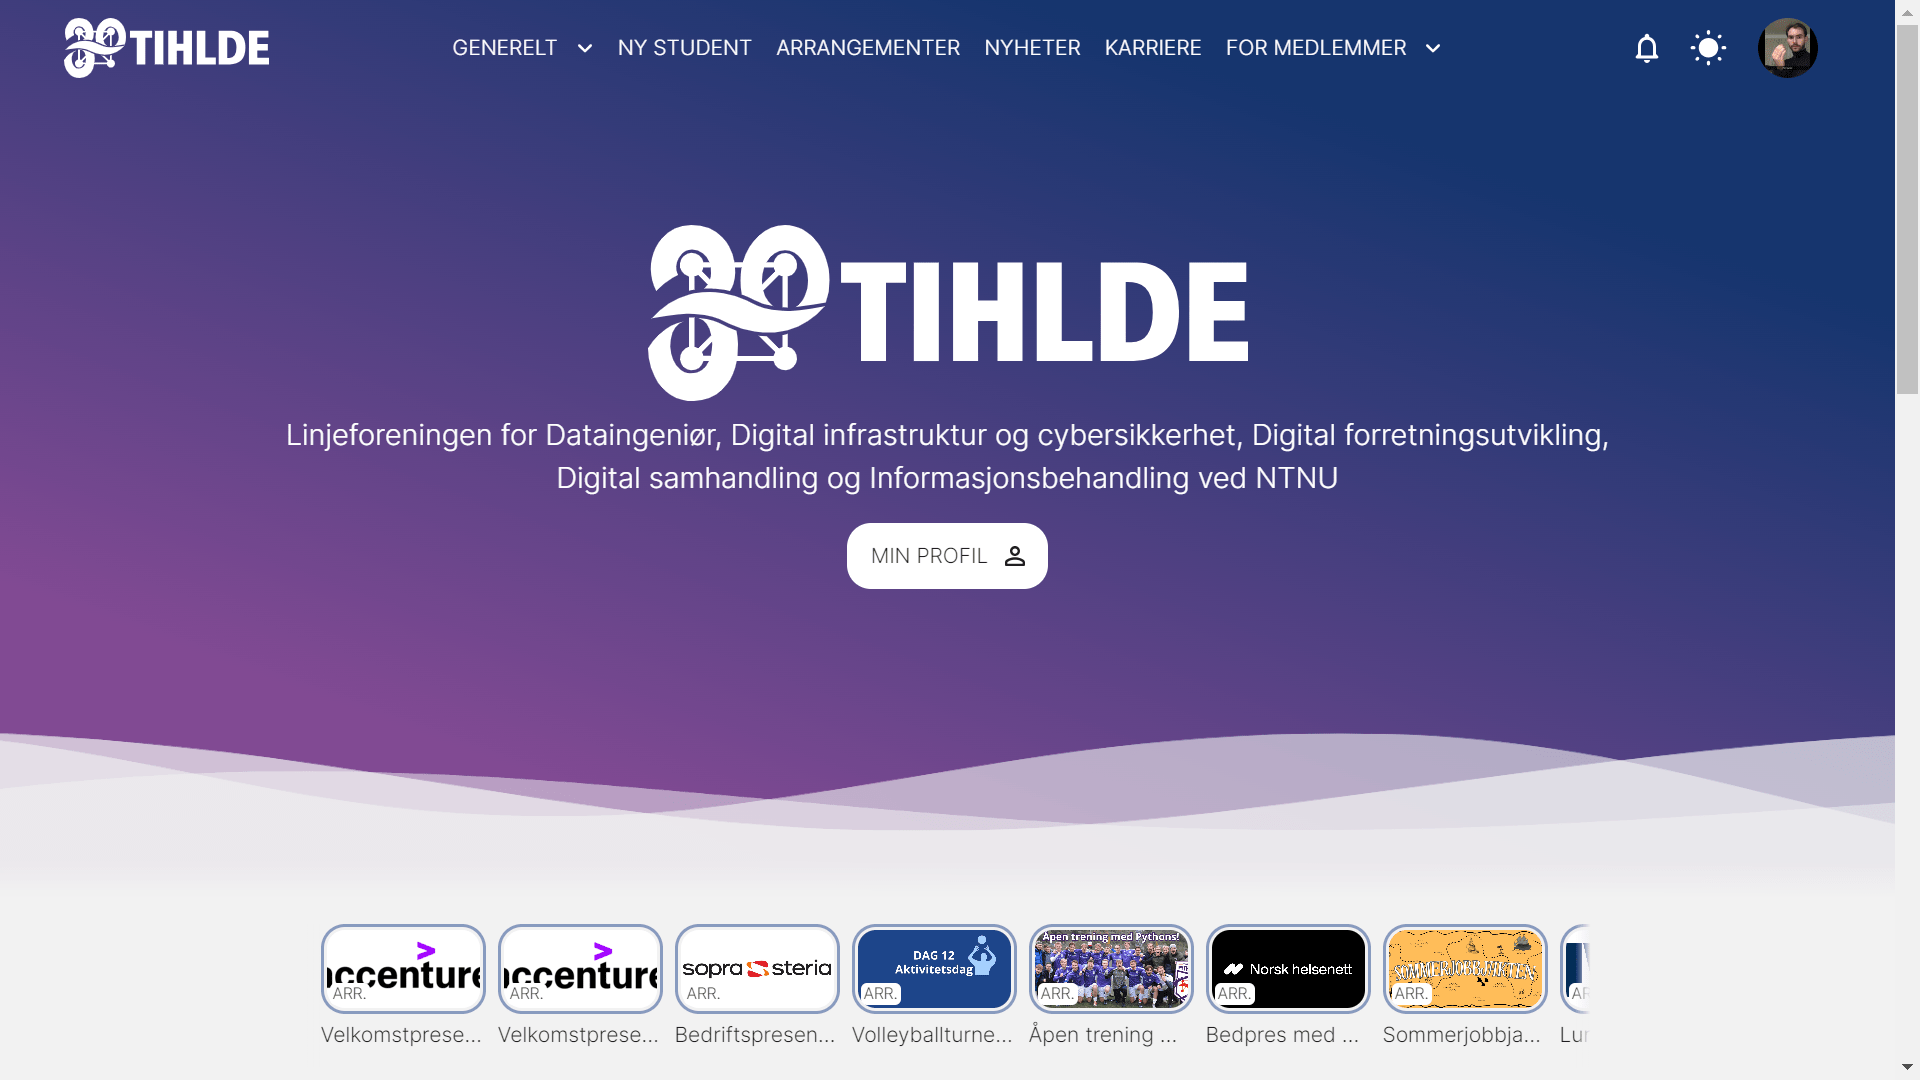 TIHLDE
GENERELT
NY STUDENT
ARRANGEMENTER
NYHETER
KARRIERE
FOR MEDLEMMER
TIHLDE
Linjeforeningen for Dataingeniør, Digital infrastruktur og cybersikkerhet, Digital forretningsutvikling,
Digital samhandling og Informasjonsbehandling ved NTNU
MIN PROFIL
accenture
ARR.
Velkomstprese...
accenture
ARR.
Velkomstprese...
sopra steria
ARR.
Bedriftspresen...
DAG 12
Aktivitetsdag
ARR.
Volleyballturne...
Åpen trening med Pythons!
ARR.
Åpen trening ...
Norsk helsenett
ARR.
Bedpres med ...
SOMMERJOBBJAKTEN
ARR.
Sommerjobbja...